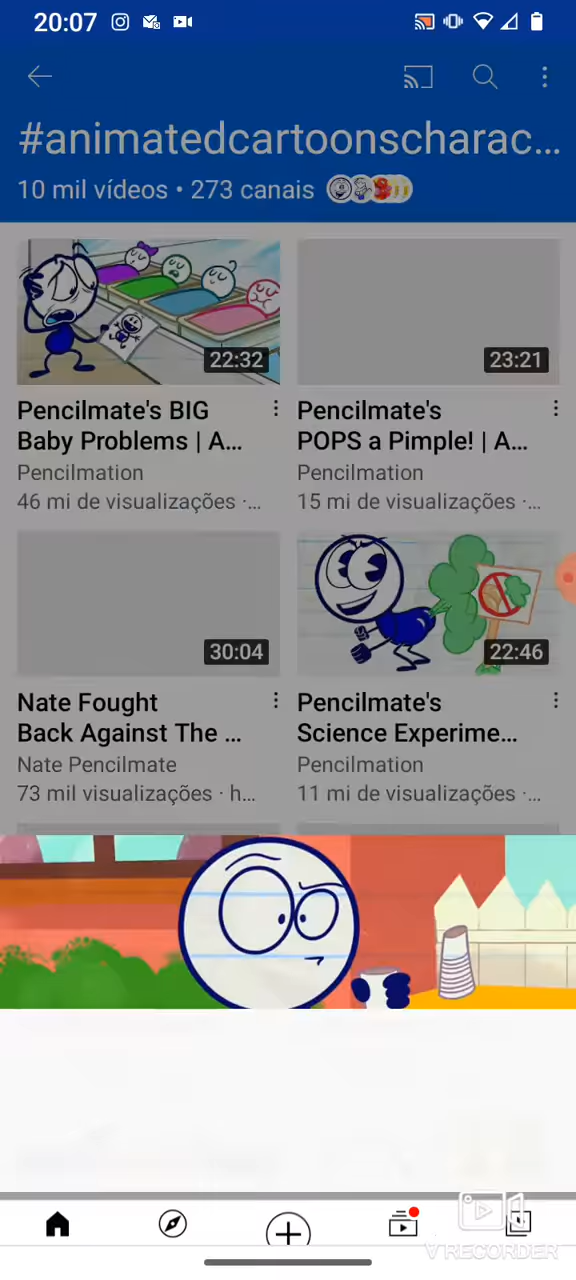 20:07
#animatedcartoonscharac...
10 mil vídeos • 273 canais
22:32
23:21
Pencilmate's BIG
Baby Problems | A...
Pencilmation
46 mi de visualizações ·...
Pencilmate's
POPS a Pimple! | A...
Pencilmation
15 mi de visualizações ·...
30:04
22:46
Nate Fought
Back Against The ...
Nate Pencilmate
73 mil visualizações · h...
Pencilmate's
Science Experime...
Pencilmation
11 mi de visualizações ·...
V RECORDER